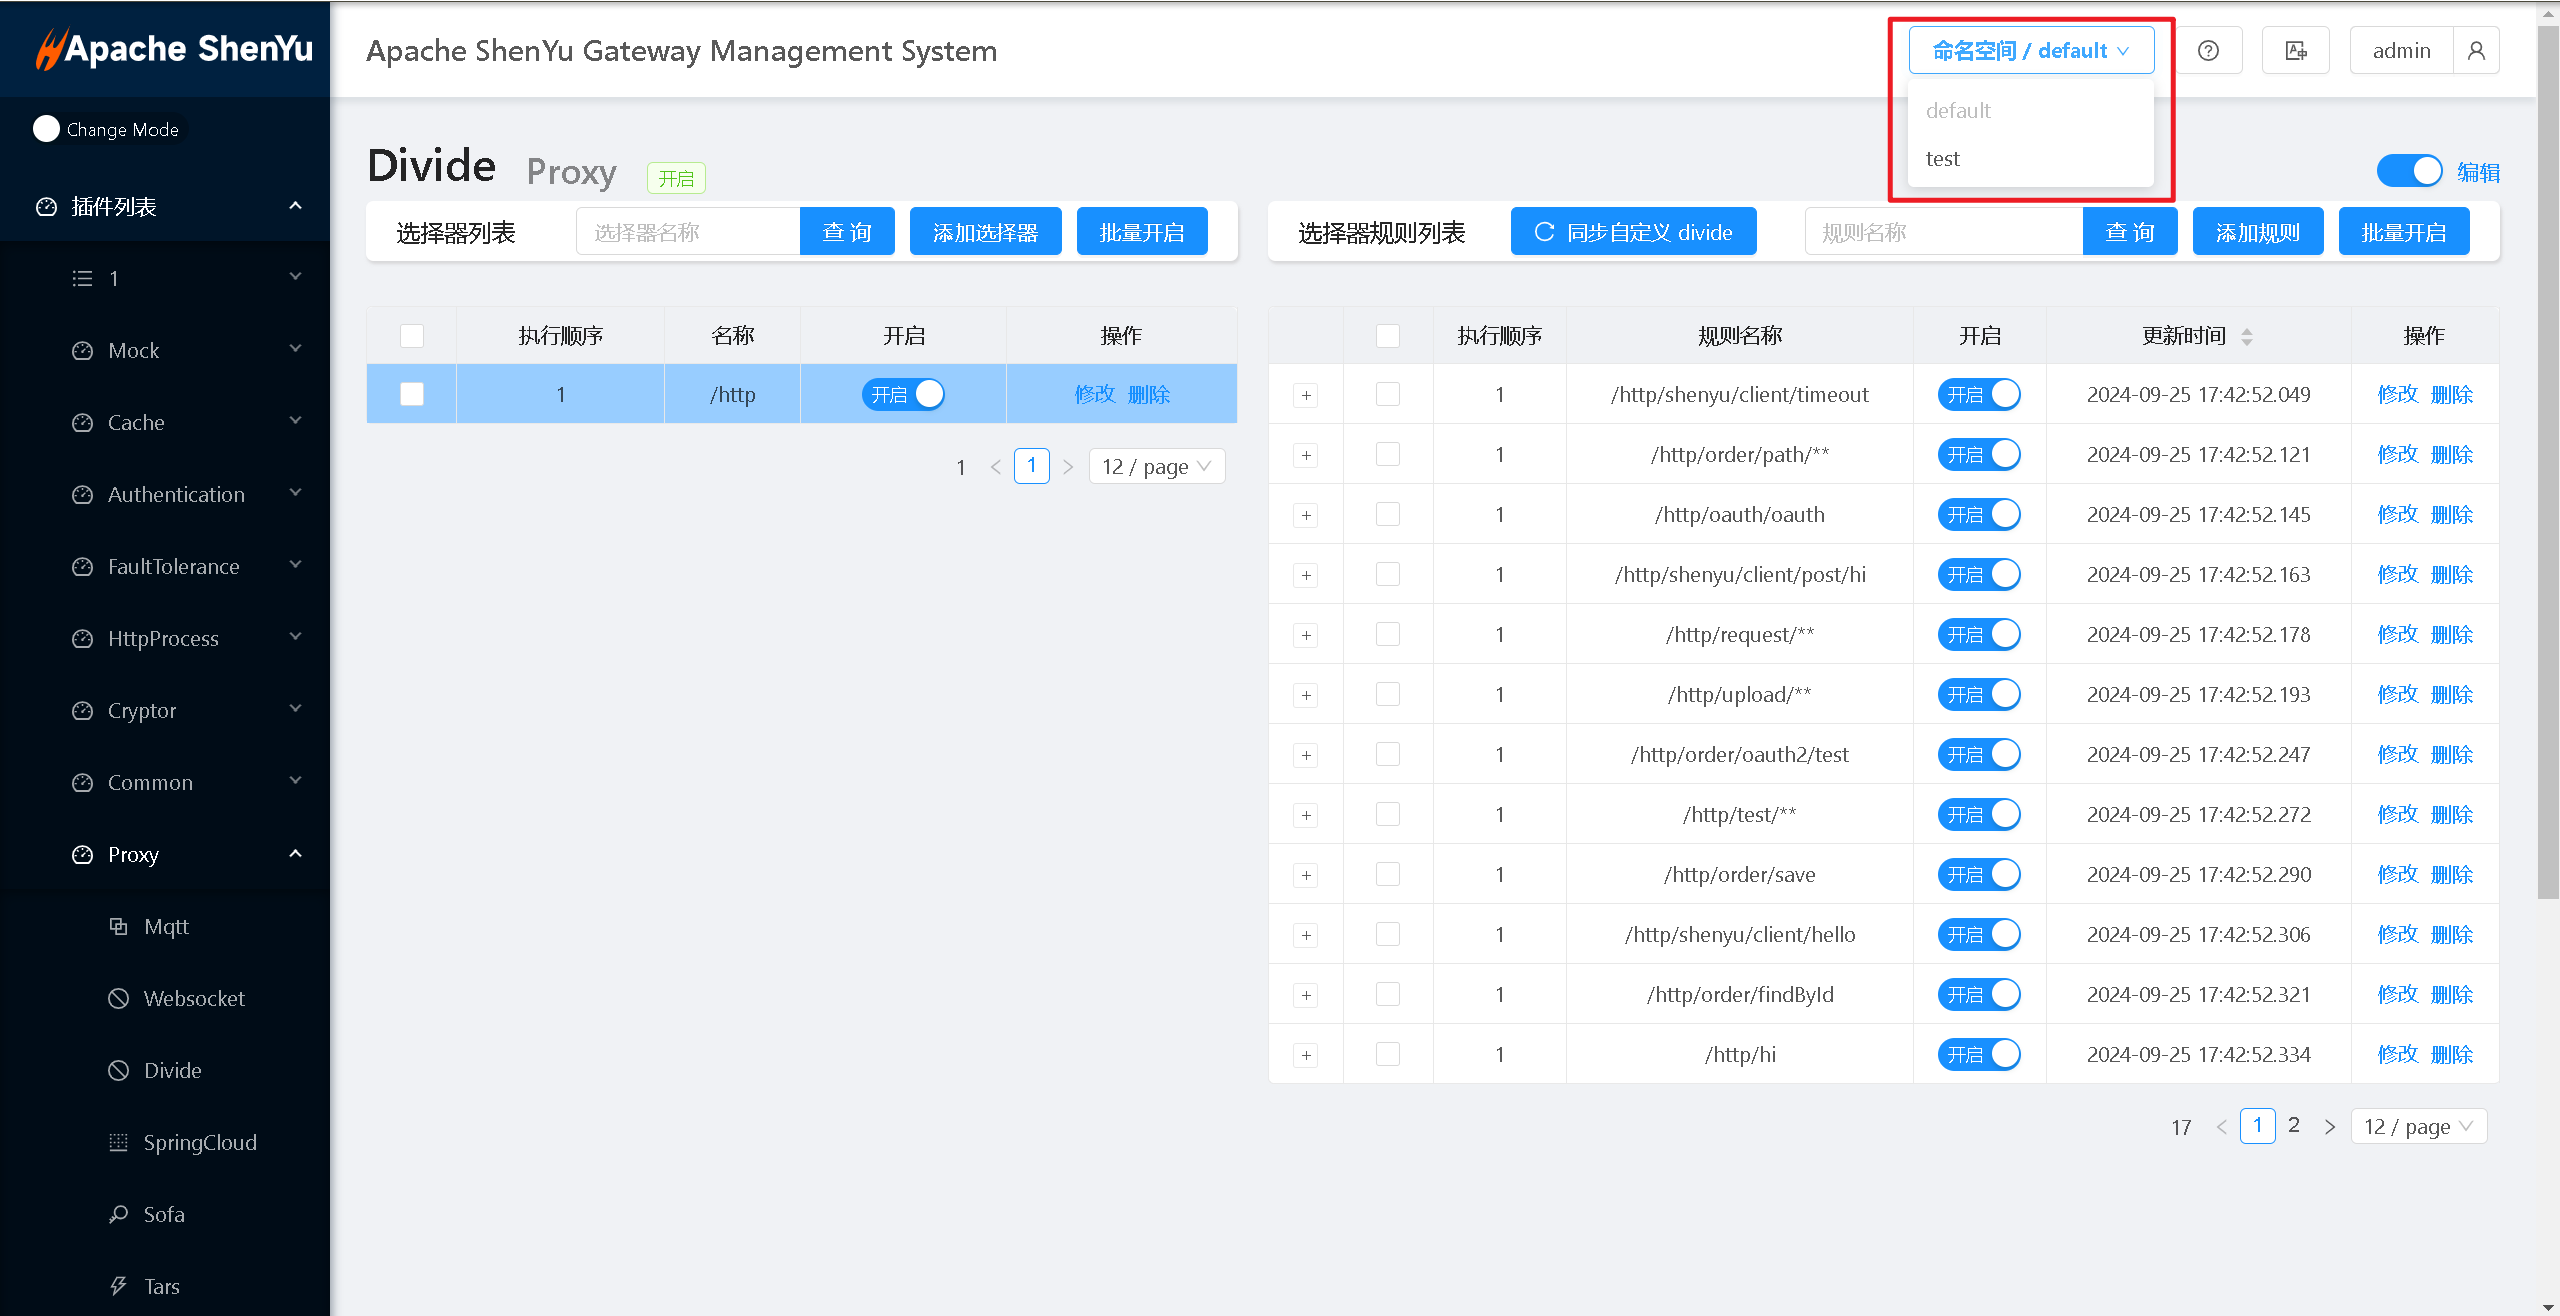 Apache ShenYu
Apache ShenYu Gateway Management System
命名空间 / default
admin
default
test
Change Mode
插件列表
1
Mock
Cache
Authentication
FaultTolerance
HttpProcess
Cryptor
Common
Proxy
Mqtt
Websocket
Divide
SpringCloud
Sofa
Tars
Divide Proxy 开启
编辑
选择器列表 选择器名称 查 询 添加选择器 批量开启
执行顺序 名称 开启 操作
1 /http 开启 修改 删除
1 1 12 / page
选择器规则列表 同步自定义 divide 规则名称 查 询 添加规则 批量开启
执行顺序 规则名称 开启 更新时间 操作
1 /http/shenyu/client/timeout 开启 2024-09-25 17:42:52.049 修改 删除
1 /http/order/path/** 开启 2024-09-25 17:42:52.121 修改 删除
1 /http/oauth/oauth 开启 2024-09-25 17:42:52.145 修改 删除
1 /http/shenyu/client/post/hi 开启 2024-09-25 17:42:52.163 修改 删除
1 /http/request/** 开启 2024-09-25 17:42:52.178 修改 删除
1 /http/upload/** 开启 2024-09-25 17:42:52.193 修改 删除
1 /http/order/oauth2/test 开启 2024-09-25 17:42:52.247 修改 删除
1 /http/test/** 开启 2024-09-25 17:42:52.272 修改 删除
1 /http/order/save 开启 2024-09-25 17:42:52.290 修改 删除
1 /http/shenyu/client/hello 开启 2024-09-25 17:42:52.306 修改 删除
1 /http/order/findById 开启 2024-09-25 17:42:52.321 修改 删除
1 /http/hi 开启 2024-09-25 17:42:52.334 修改 删除
17 1 2 12 / page